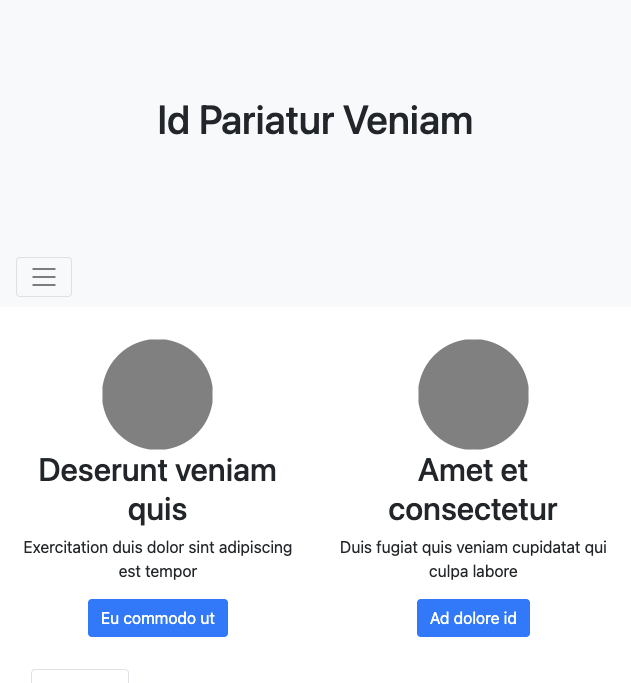 Id Pariatur Veniam
Deserunt veniam
quis
Exercitation duis dolor sint adipiscing
est tempor
Eu commodo ut
Amet et
consectetur
Duis fugiat quis veniam cupidatat qui
culpa labore
Ad dolore id